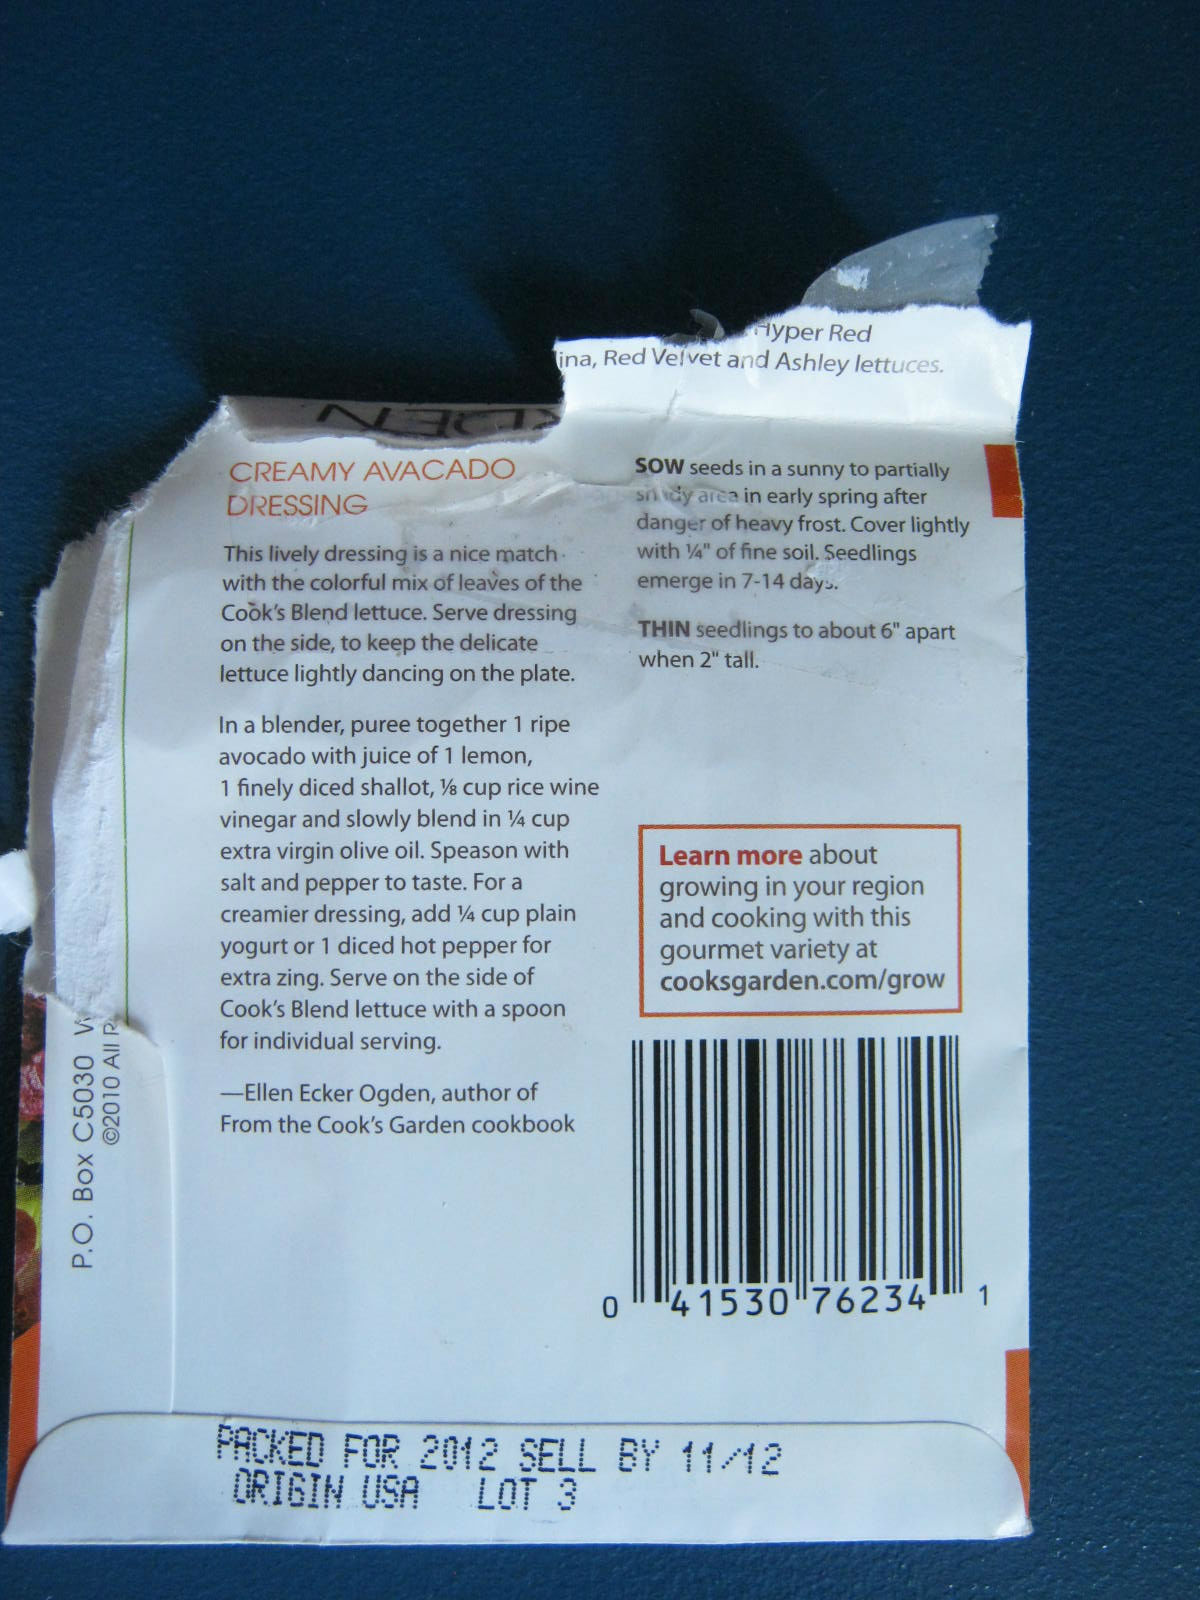 Hyper Red
ina, Red Velvet and Ashley lettuces.
RDEN
CREAMY AVACADO
DRESSING
This lively dressing is a nice match
with the colorful mix of leaves of the
Cook's Blend lettuce. Serve dressing
on the side, to keep the delicate
lettuce lightly dancing on the plate.
In a blender, puree together 1 ripe
avocado with juice of 1 lemon,
1 finely diced shallot, ⅛ cup rice wine
vinegar and slowly blend in ¼ cup
extra virgin olive oil. Speason with
salt and pepper to taste. For a
creamier dressing, add ¼ cup plain
yogurt or 1 diced hot pepper for
extra zing. Serve on the side of
Cook's Blend lettuce with a spoon
for individual serving.
—Ellen Ecker Ogden, author of
From the Cook's Garden cookbook
SOW seeds in a sunny to partially
shady area in early spring after
danger of heavy frost. Cover lightly
with ¼" of fine soil. Seedlings
emerge in 7-14 days.
THIN seedlings to about 6" apart
when 2" tall.
Learn more about
growing in your region
and cooking with this
gourmet variety at
cooksgarden.com/grow
0 41530 76234 1
P.O. Box C5030 W
©2010 All R
PACKED FOR 2012 SELL BY 11/12
ORIGIN USA LOT 3